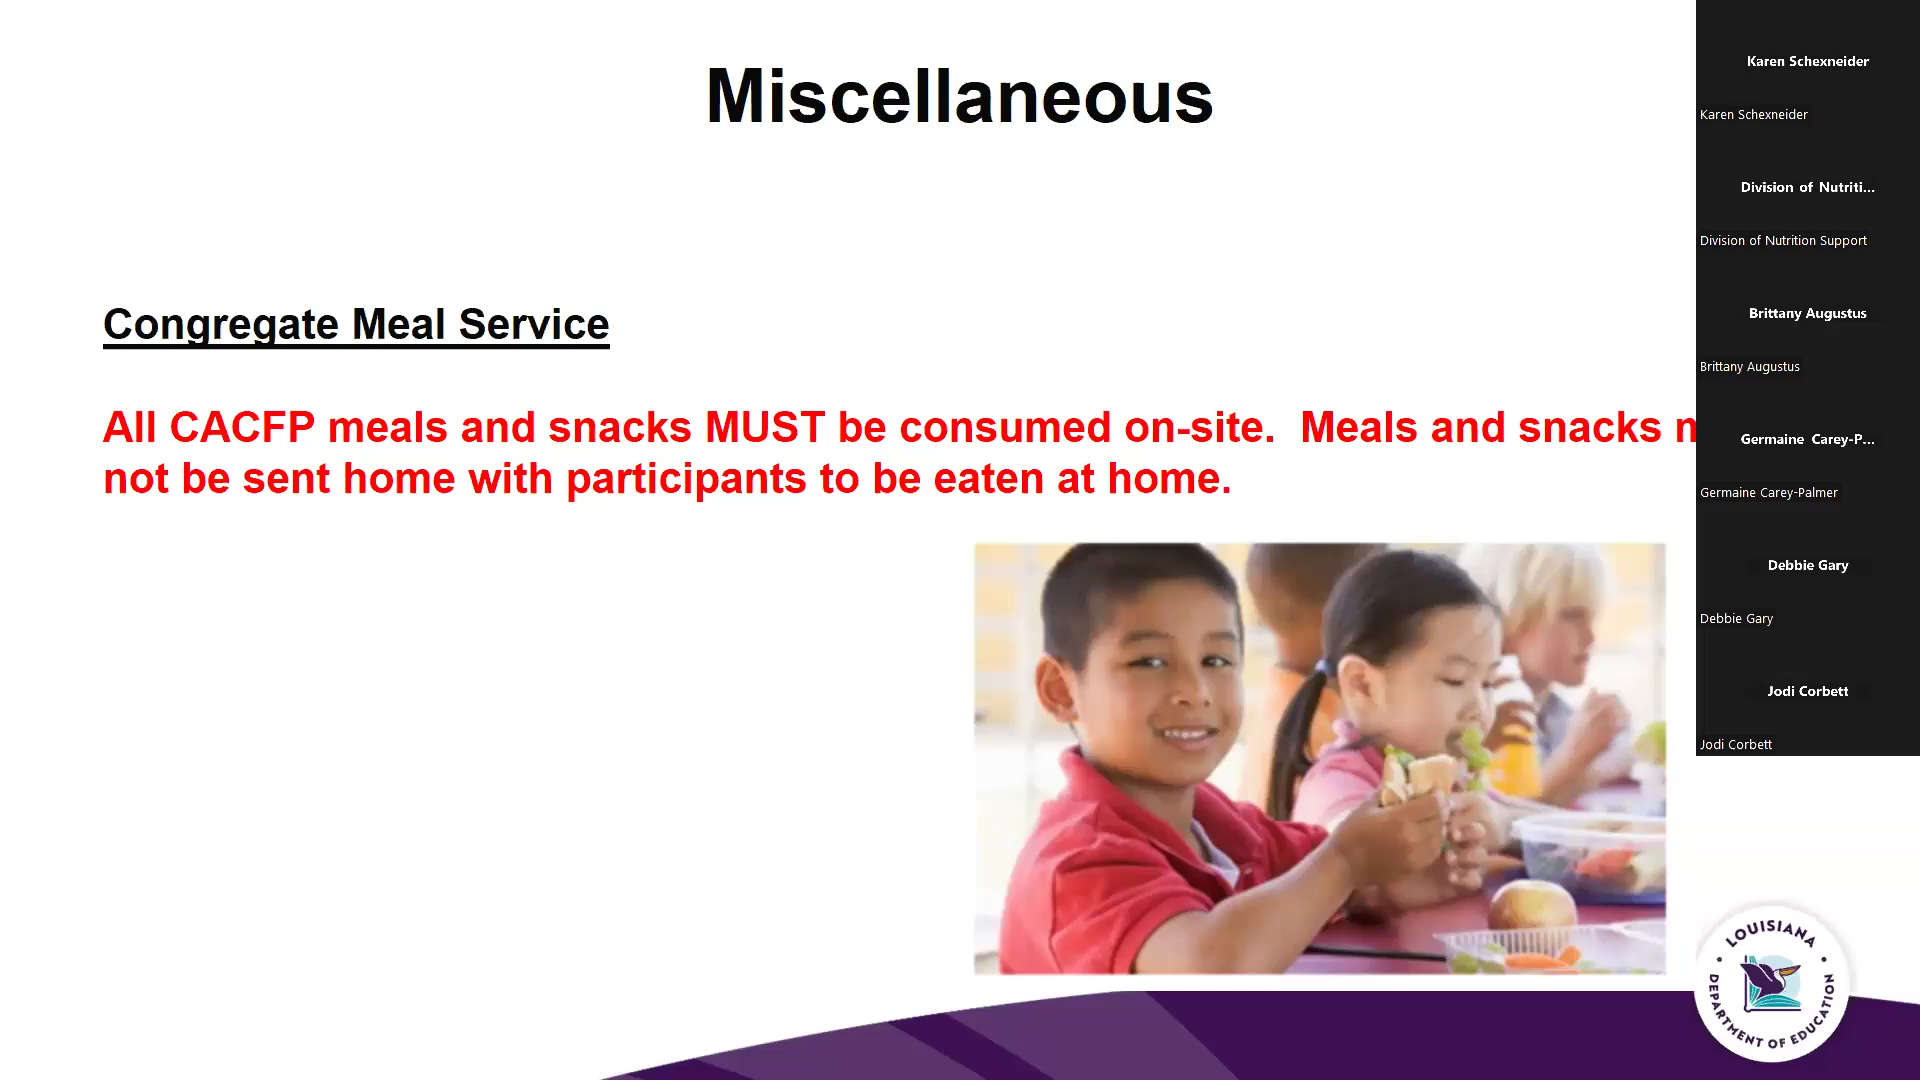 Miscellaneous
Congregate Meal Service
All CACFP meals and snacks MUST be consumed on-site. Meals and snacks
not be sent home with participants to be eaten at home.
Karen Schexneider
Karen Schexneider
Division of Nutriti...
Division of Nutrition Support
Brittany Augustus
Brittany Augustus
Germaine Carey-P...
Germaine Carey-Palmer
Debbie Gary
Debbie Gary
Jodi Corbett
Jodi Corbett
LOUISIANA
DEPARTMENT OF EDUCATION